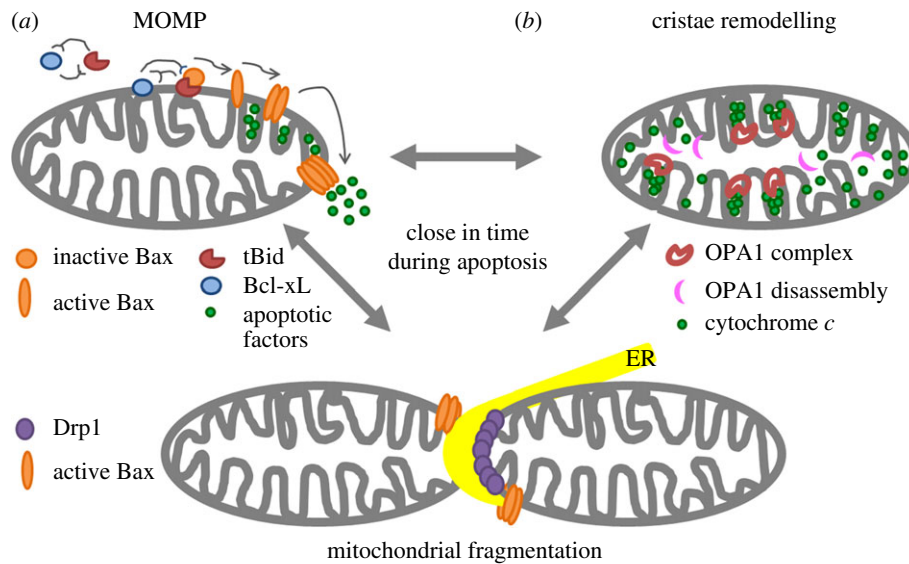 (a) MOMP
(b) cristae remodelling
close in time
during apoptosis
inactive Bax
active Bax
tBid
Bcl-xL
apoptotic
factors
OPA1 complex
OPA1 disassembly
cytochrome c
ER
Drp1
active Bax
mitochondrial fragmentation